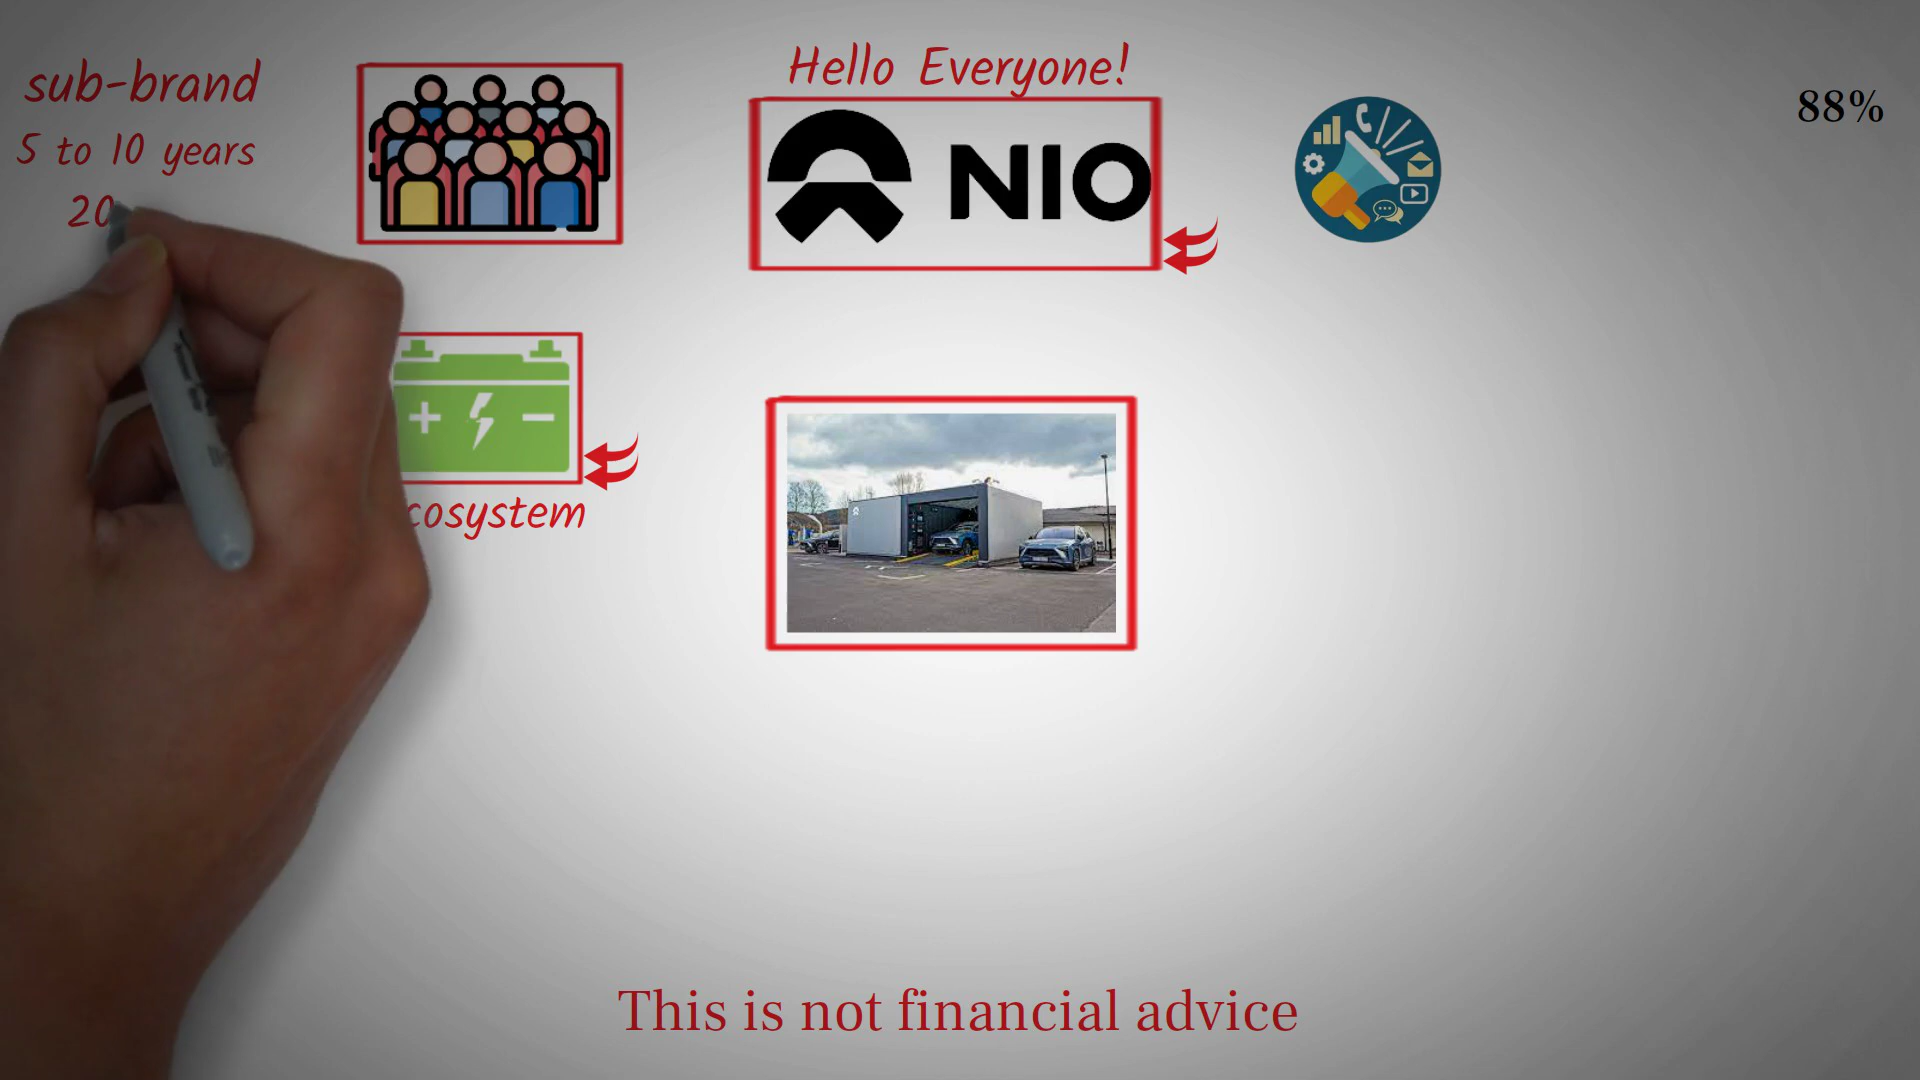 Hello Everyone!
sub-brand
5 to 10 years
20
NIO
88%
cosystem
This is not financial advice